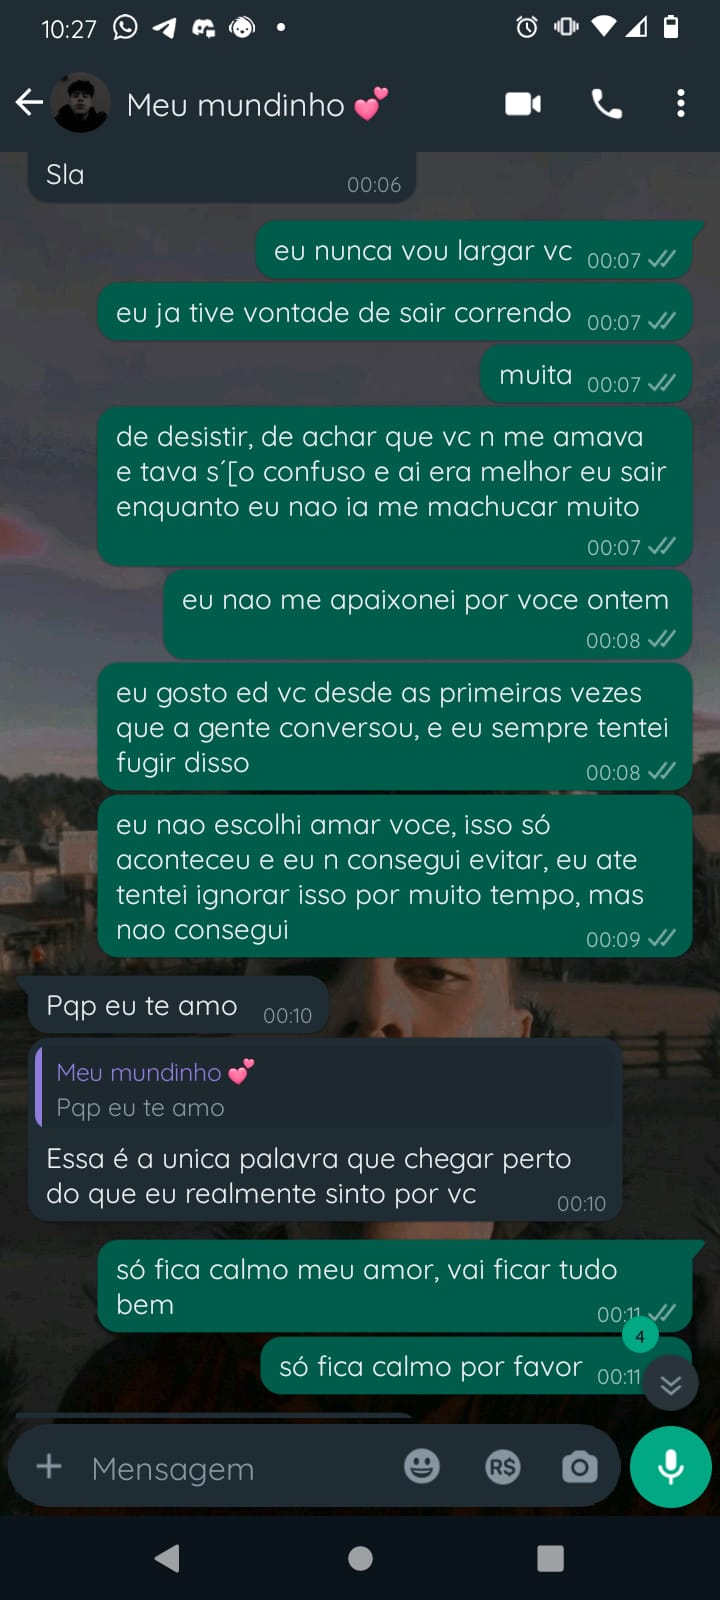 10:27
Meu mundinho 💕
Sla
00:06
eu nunca vou largar vc
00:07
eu ja tive vontade de sair correndo
00:07
muita
00:07
de desistir, de achar que vc n me amava
e tava s´[o confuso e ai era melhor eu sair
enquanto eu nao ia me machucar muito
00:07
eu nao me apaixonei por voce ontem
00:08
eu gosto ed vc desde as primeiras vezes
que a gente conversou, e eu sempre tentei
fugir disso
00:08
eu nao escolhi amar voce, isso só
aconteceu e eu n consegui evitar, eu ate
tentei ignorar isso por muito tempo, mas
nao consegui
00:09
Pqp eu te amo
00:10
Meu mundinho 💕
Pqp eu te amo
Essa é a unica palavra que chegar perto
do que eu realmente sinto por vc
00:10
só fica calmo meu amor, vai ficar tudo
bem
00:11
4
só fica calmo por favor
00:11
Mensagem
R$